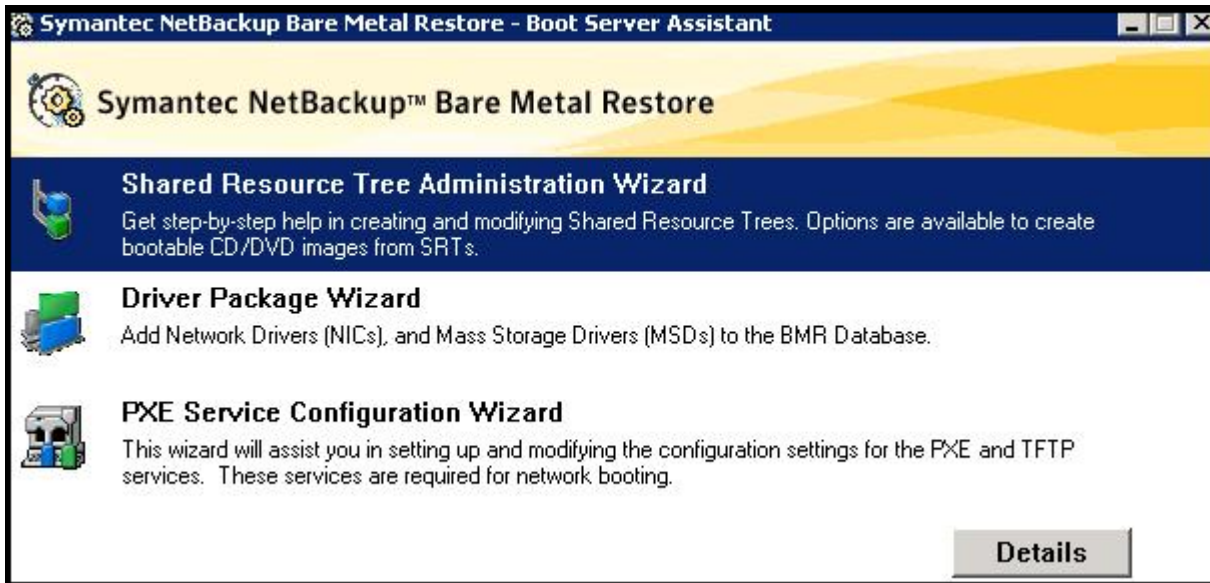 Symantec NetBackup Bare Metal Restore - Boot Server Assistant
Symantec NetBackup™ Bare Metal Restore
Shared Resource Tree Administration Wizard
Get step-by-step help in creating and modifying Shared Resource Trees. Options are available to create
bootable CD/DVD images from SRTs.
Driver Package Wizard
Add Network Drivers (NICs), and Mass Storage Drivers (MSDs) to the BMR Database.
PXE Service Configuration Wizard
This wizard will assist you in setting up and modifying the configuration settings for the PXE and TFTP
services. These services are required for network booting.
Details